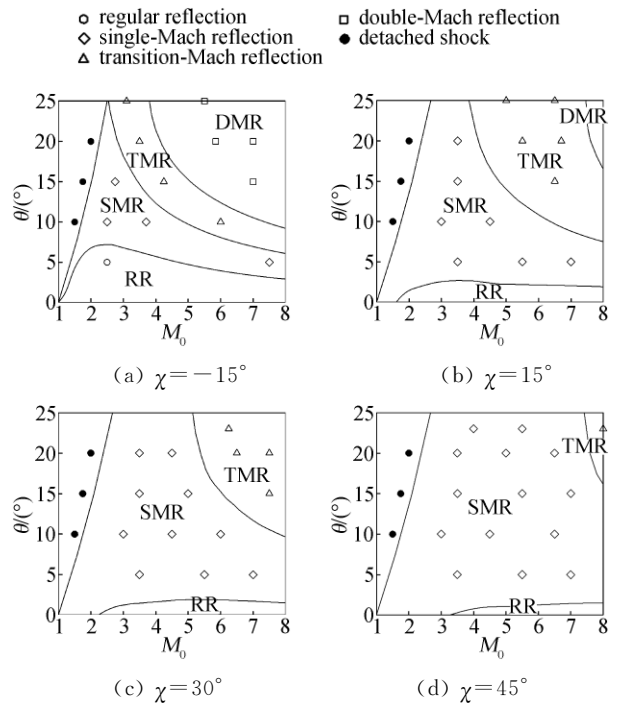 regular reflection
double-Mach reflection
single-Mach reflection
detached shock
transition-Mach reflection
25
20
15
10
5
0
θ/(°)
DMR
TMR
SMR
RR
1 2 3 4 5 6 7 8
M₀
(a) χ=−15°
25
20
15
10
5
0
θ/(°)
DMR
TMR
SMR
RR
1 2 3 4 5 6 7 8
M₀
(b) χ=15°
25
20
15
10
5
0
θ/(°)
TMR
SMR
RR
1 2 3 4 5 6 7 8
M₀
(c) χ=30°
25
20
15
10
5
0
θ/(°)
TMR
SMR
RR
1 2 3 4 5 6 7 8
M₀
(d) χ=45°